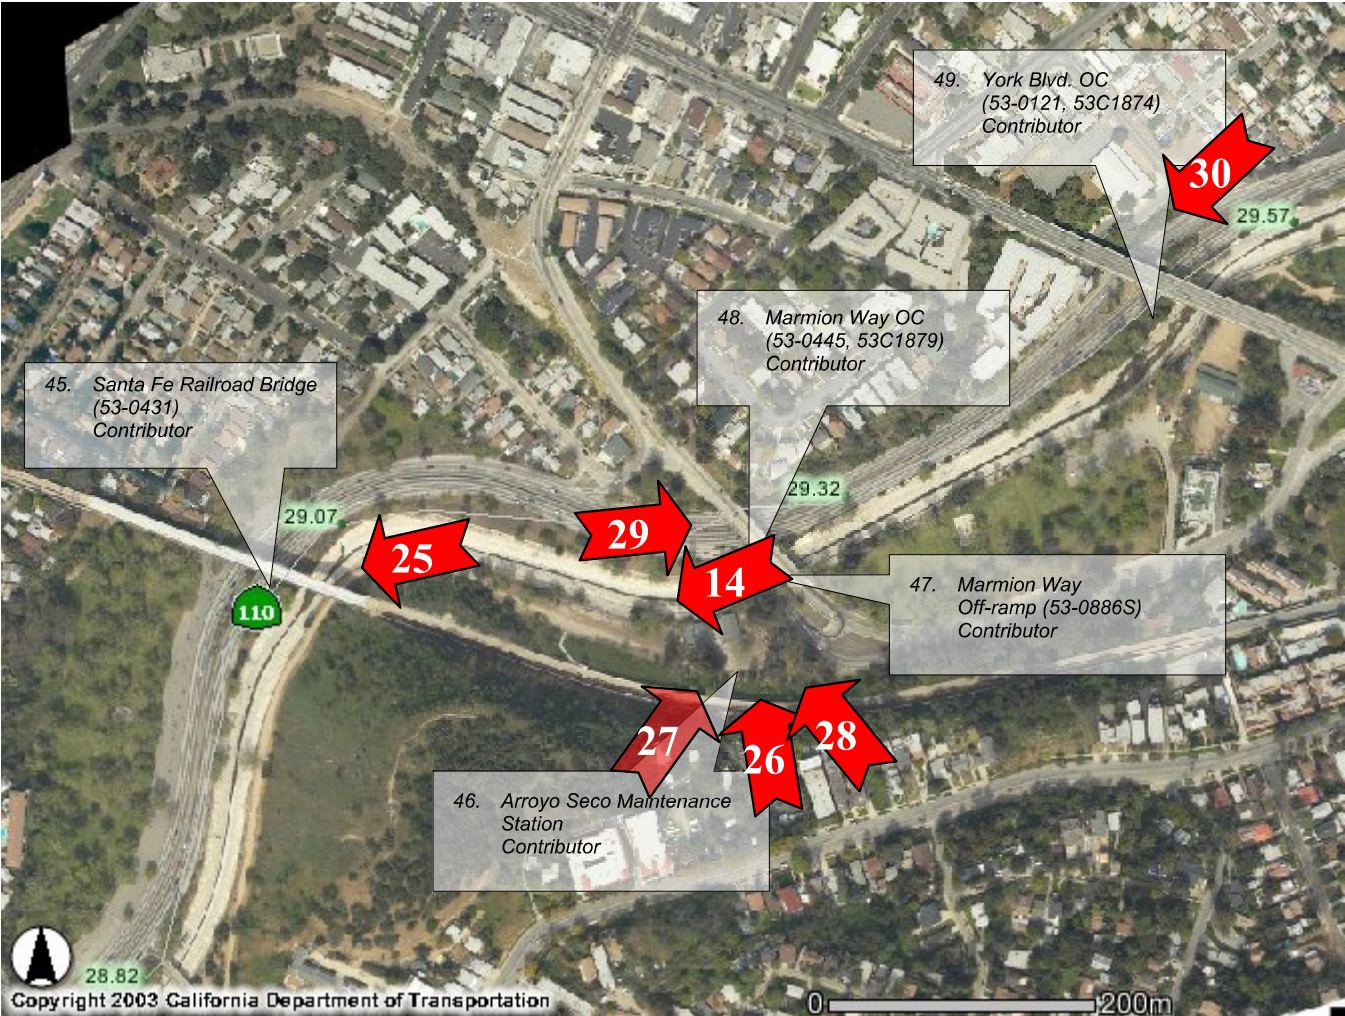 49. York Blvd. OC
(53-0121, 53C1874)
Contributor
30
29.57
48. Marmion Way OC
(53-0445, 53C1879)
Contributor
45. Santa Fe Railroad Bridge
(53-0431)
Contributor
29.32
29.07
29
25
14
110
47. Marmion Way
Off-ramp (53-0886S)
Contributor
27
26
28
46. Arroyo Seco Maintenance
Station
Contributor
28.82
Copyright 2003 California Department of Transportation
0 200m